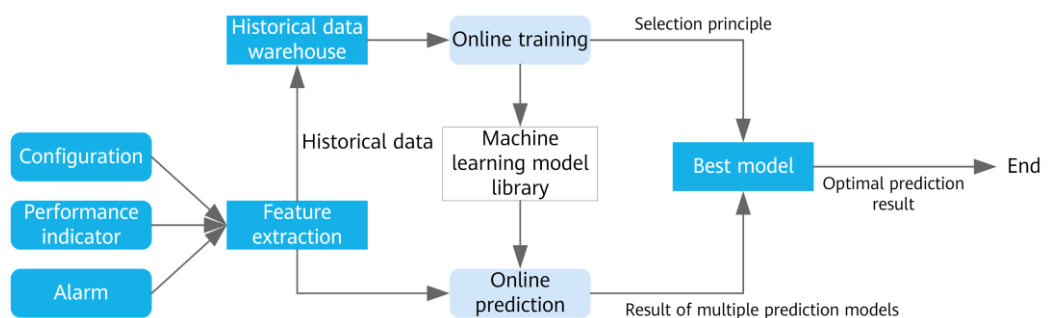 Historical data
warehouse
Online training
Selection principle
Historical data
Machine
learning model
library
Configuration
Performance
indicator
Alarm
Feature
extraction
Best model
Optimal prediction
result
End
Online
prediction
Result of multiple prediction models